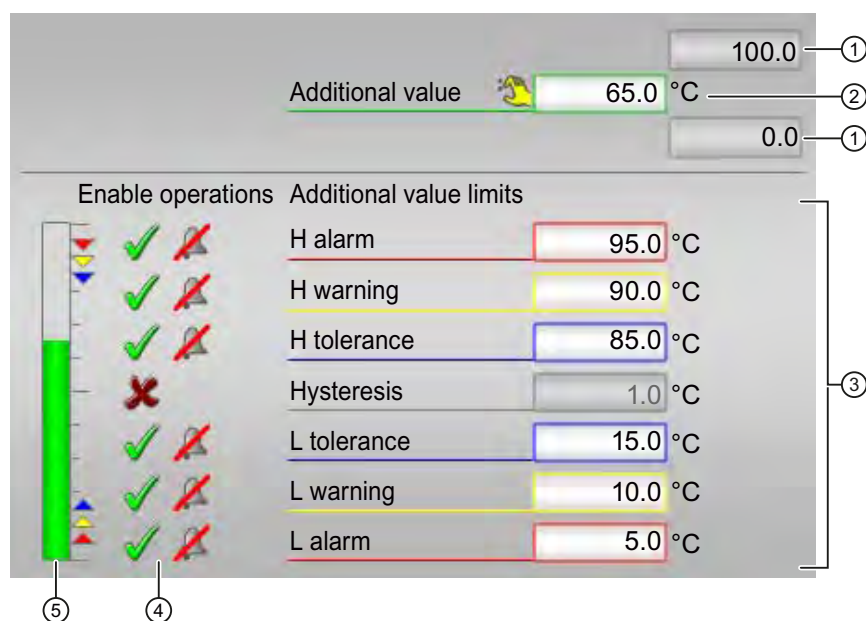 100.0 ①
Additional value 65.0 °C ②
0.0 ①
Enable operations Additional value limits
H alarm 95.0 °C
H warning 90.0 °C
H tolerance 85.0 °C
Hysteresis 1.0 °C ③
L tolerance 15.0 °C
L warning 10.0 °C
L alarm 5.0 °C
⑤ ④